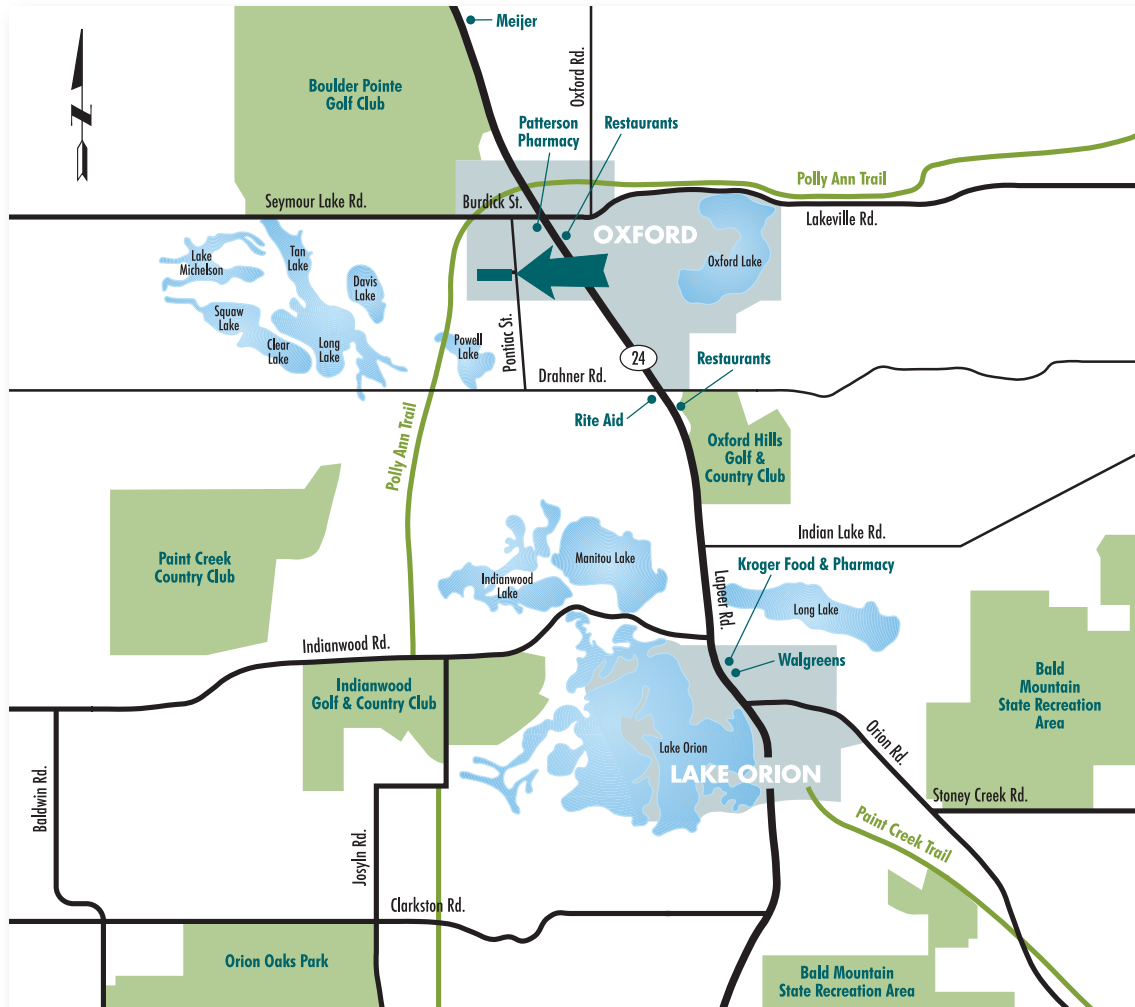 Meijer
Oxford Rd.
Boulder Pointe
Golf Club
N
Patterson
Pharmacy
Restaurants
Polly Ann Trail
Seymour Lake Rd.
Burdick St.
Lakeville Rd.
OXFORD
Lake
Michelson
Tan
Lake
Oxford Lake
Davis
Lake
Squaw
Lake
Clear
Lake
Long
Lake
Powell
Lake
Pontiac St.
24
Restaurants
Drahner Rd.
Rite Aid
Polly Ann Trail
Oxford Hills
Golf &
Country Club
Indian Lake Rd.
Paint Creek
Country Club
Manitou Lake
Indianwood
Lake
Lapeer Rd.
Kroger Food & Pharmacy
Long Lake
Indianwood Rd.
Walgreens
Indianwood
Golf & Country Club
Bald
Mountain
State Recreation
Area
Orion Rd.
Lake Orion
LAKE ORION
Baldwin Rd.
Stoney Creek Rd.
Josyln Rd.
Paint Creek Trail
Clarkston Rd.
Orion Oaks Park
Bald Mountain
State Recreation Area